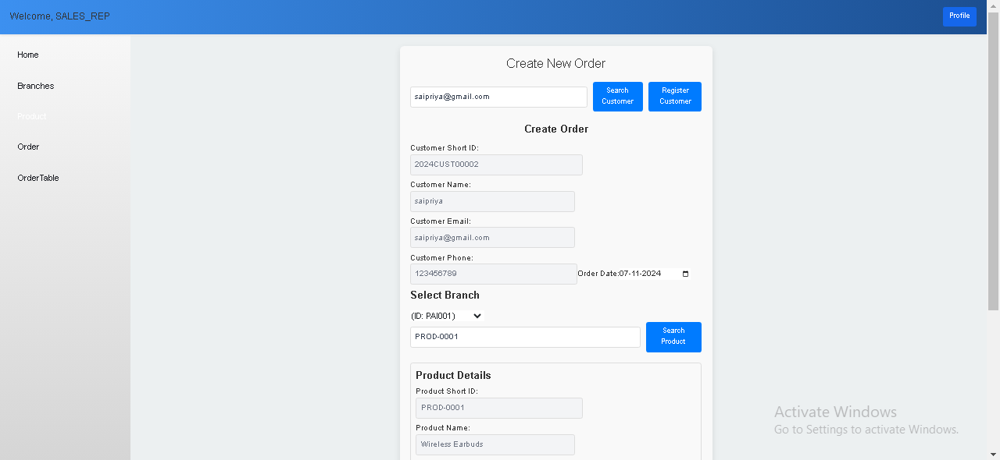 Welcome, SALES_REP
Profile
Home
Branches
Product
Order
OrderTable
Create New Order
saipriya@gmail.com
Search
Customer
Register
Customer
Create Order
Customer Short ID:
2024CUST00002
Customer Name:
saipriya
Customer Email:
saipriya@gmail.com
Customer Phone:
123456789
Order Date:07-11-2024
Select Branch
(ID: PAI001)
PROD-0001
Search
Product
Product Details
Product Short ID:
PROD-0001
Product Name:
Wireless Earbuds
Activate Windows
Go to Settings to activate Windows.